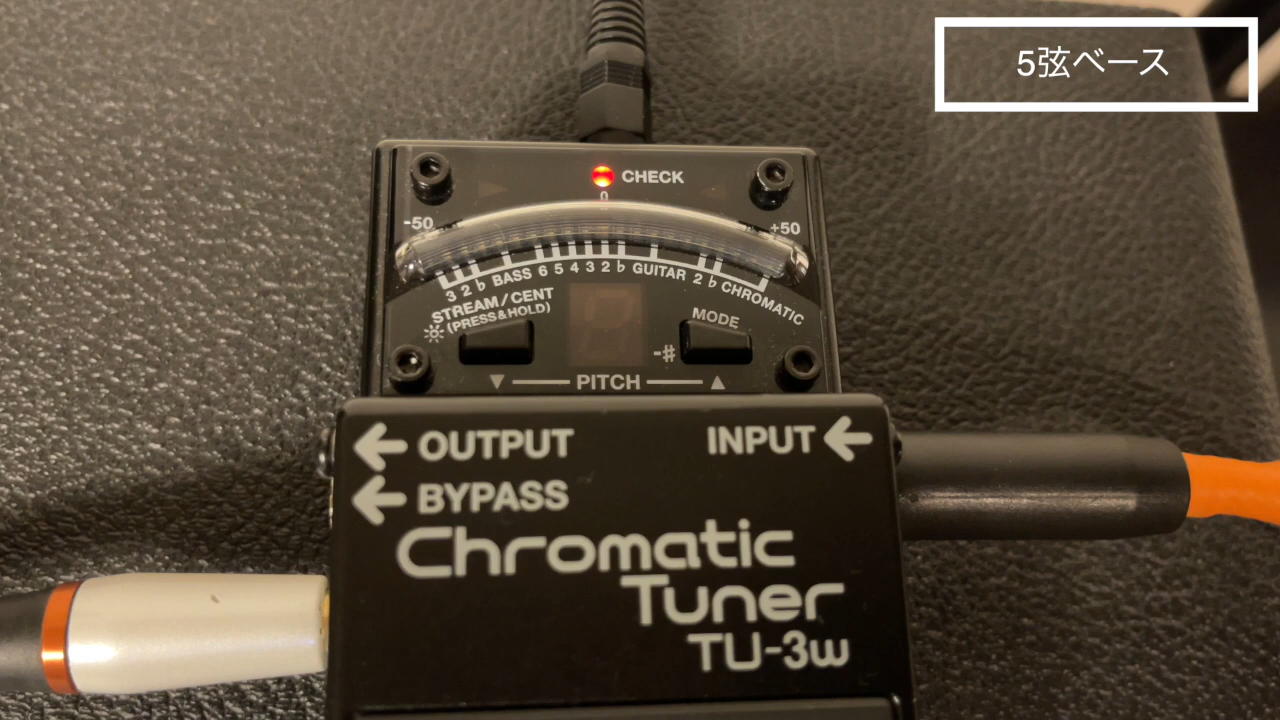 5弦ベース
CHECK
0
-50
+50
3 2 ♭ BASS 6 5 4 3 2 ♭ GUITAR 2 ♭ CHROMATIC
STREAM/CENT
(PRESS&HOLD)
MODE
-#
▼ PITCH ▲
← OUTPUT
INPUT ←
← BYPASS
Chromatic
Tuner
TU-3w